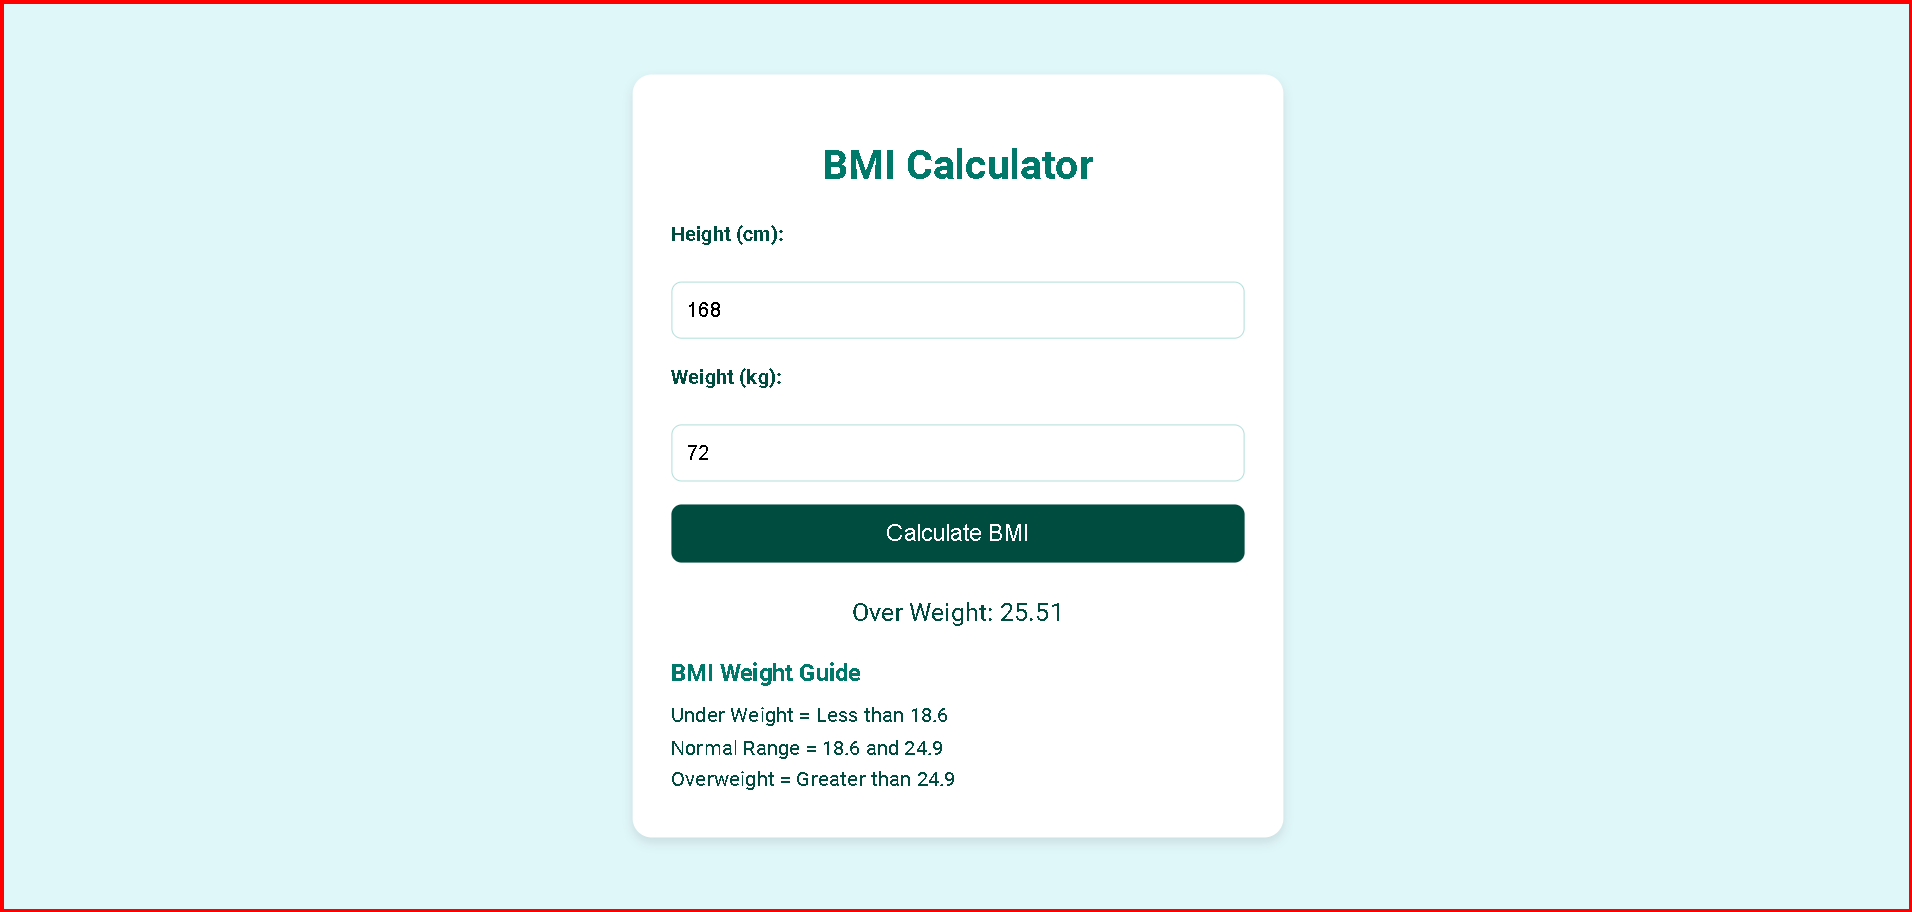 BMI Calculator
Height (cm):
168
Weight (kg):
72
Calculate BMI
Over Weight: 25.51
BMI Weight Guide
Under Weight = Less than 18.6
Normal Range = 18.6 and 24.9
Overweight = Greater than 24.9